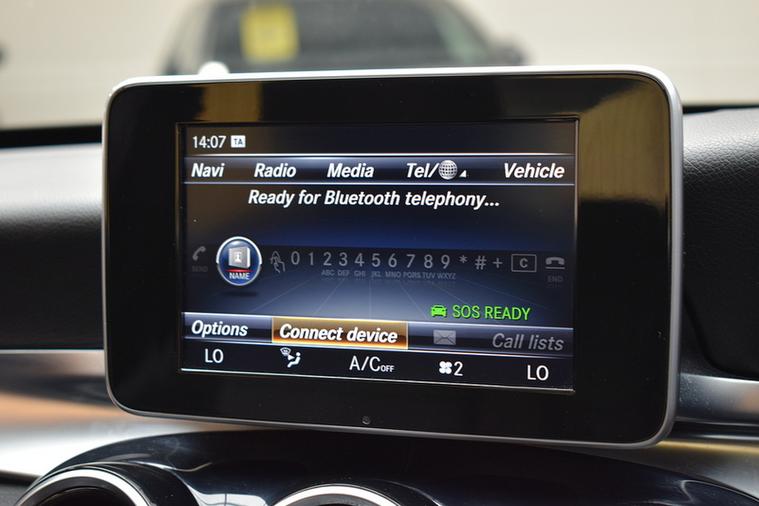 14:07 TA
Navi Radio Media Tel/ Vehicle
Ready for Bluetooth telephony...
SEND NAME 0 1 2 3 4 5 6 7 8 9 * # + C END
ABC DEF GHI JKL MNO PQRS TUV WXYZ
SOS READY
Options Connect device Call lists
LO A/C OFF 2 LO